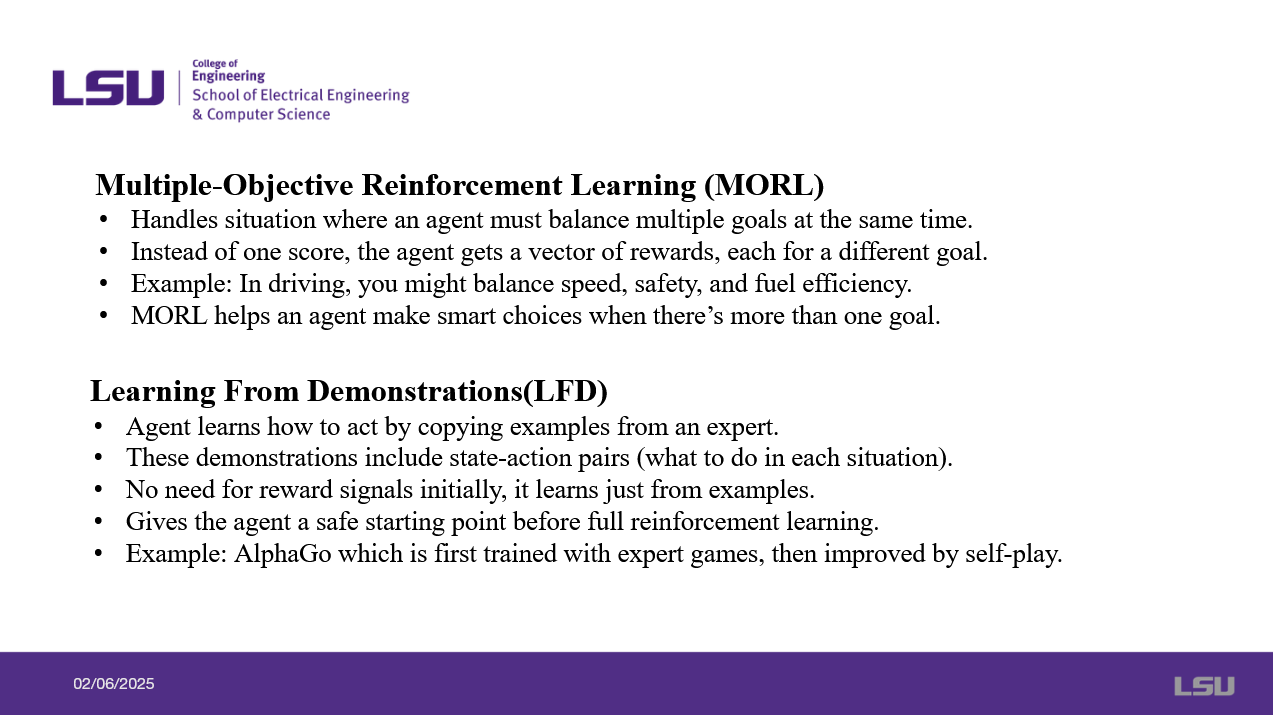 LSU
College of
Engineering
School of Electrical Engineering
& Computer Science
Multiple-Objective Reinforcement Learning (MORL)
• Handles situation where an agent must balance multiple goals at the same time.
• Instead of one score, the agent gets a vector of rewards, each for a different goal.
• Example: In driving, you might balance speed, safety, and fuel efficiency.
• MORL helps an agent make smart choices when there’s more than one goal.
Learning From Demonstrations(LFD)
• Agent learns how to act by copying examples from an expert.
• These demonstrations include state-action pairs (what to do in each situation).
• No need for reward signals initially, it learns just from examples.
• Gives the agent a safe starting point before full reinforcement learning.
• Example: AlphaGo which is first trained with expert games, then improved by self-play.
02/06/2025
LSU